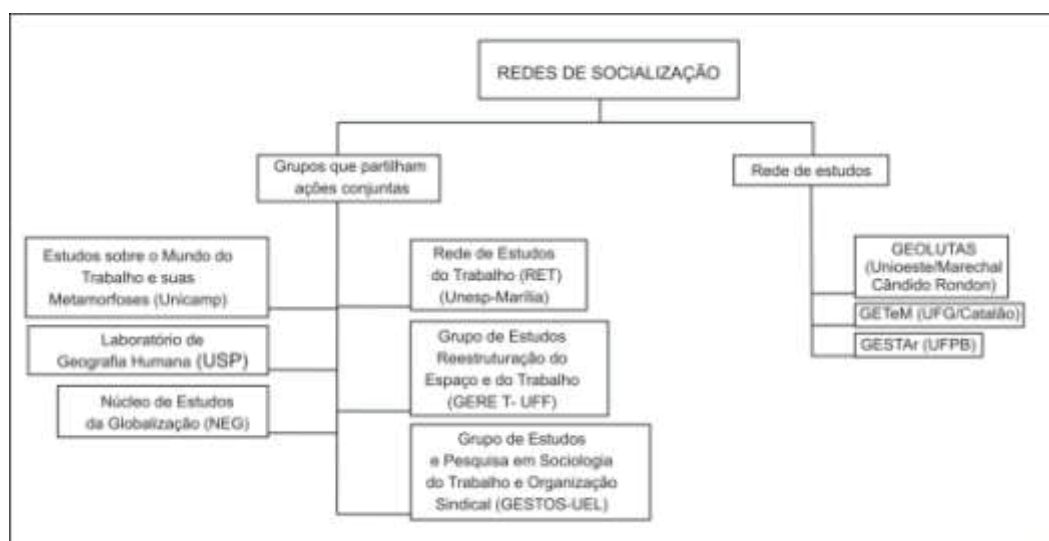 REDES DE SOCIALIZAÇÃO
Grupos que partilham
ações conjuntas
Rede de estudos
Estudos sobre o Mundo do
Trabalho e suas
Metamorfoses (Unicamp)
Laboratório de
Geografia Humana (USP)
Núcleo de Estudos
da Globalização (NEG)
Rede de Estudos
do Trabalho (RET)
(Unesp-Marília)
Grupo de Estudos
Reestruturação do
Espaço e do Trabalho
(GERE T- UFF)
Grupo de Estudos
e Pesquisa em Sociologia
do Trabalho e Organização
Sindical (GESTOS-UEL)
GEOLUTAS
(Unioeste/Marechal
Cândido Rondon)
GETeM (UFG/Catalão)
GESTAr (UFPB)